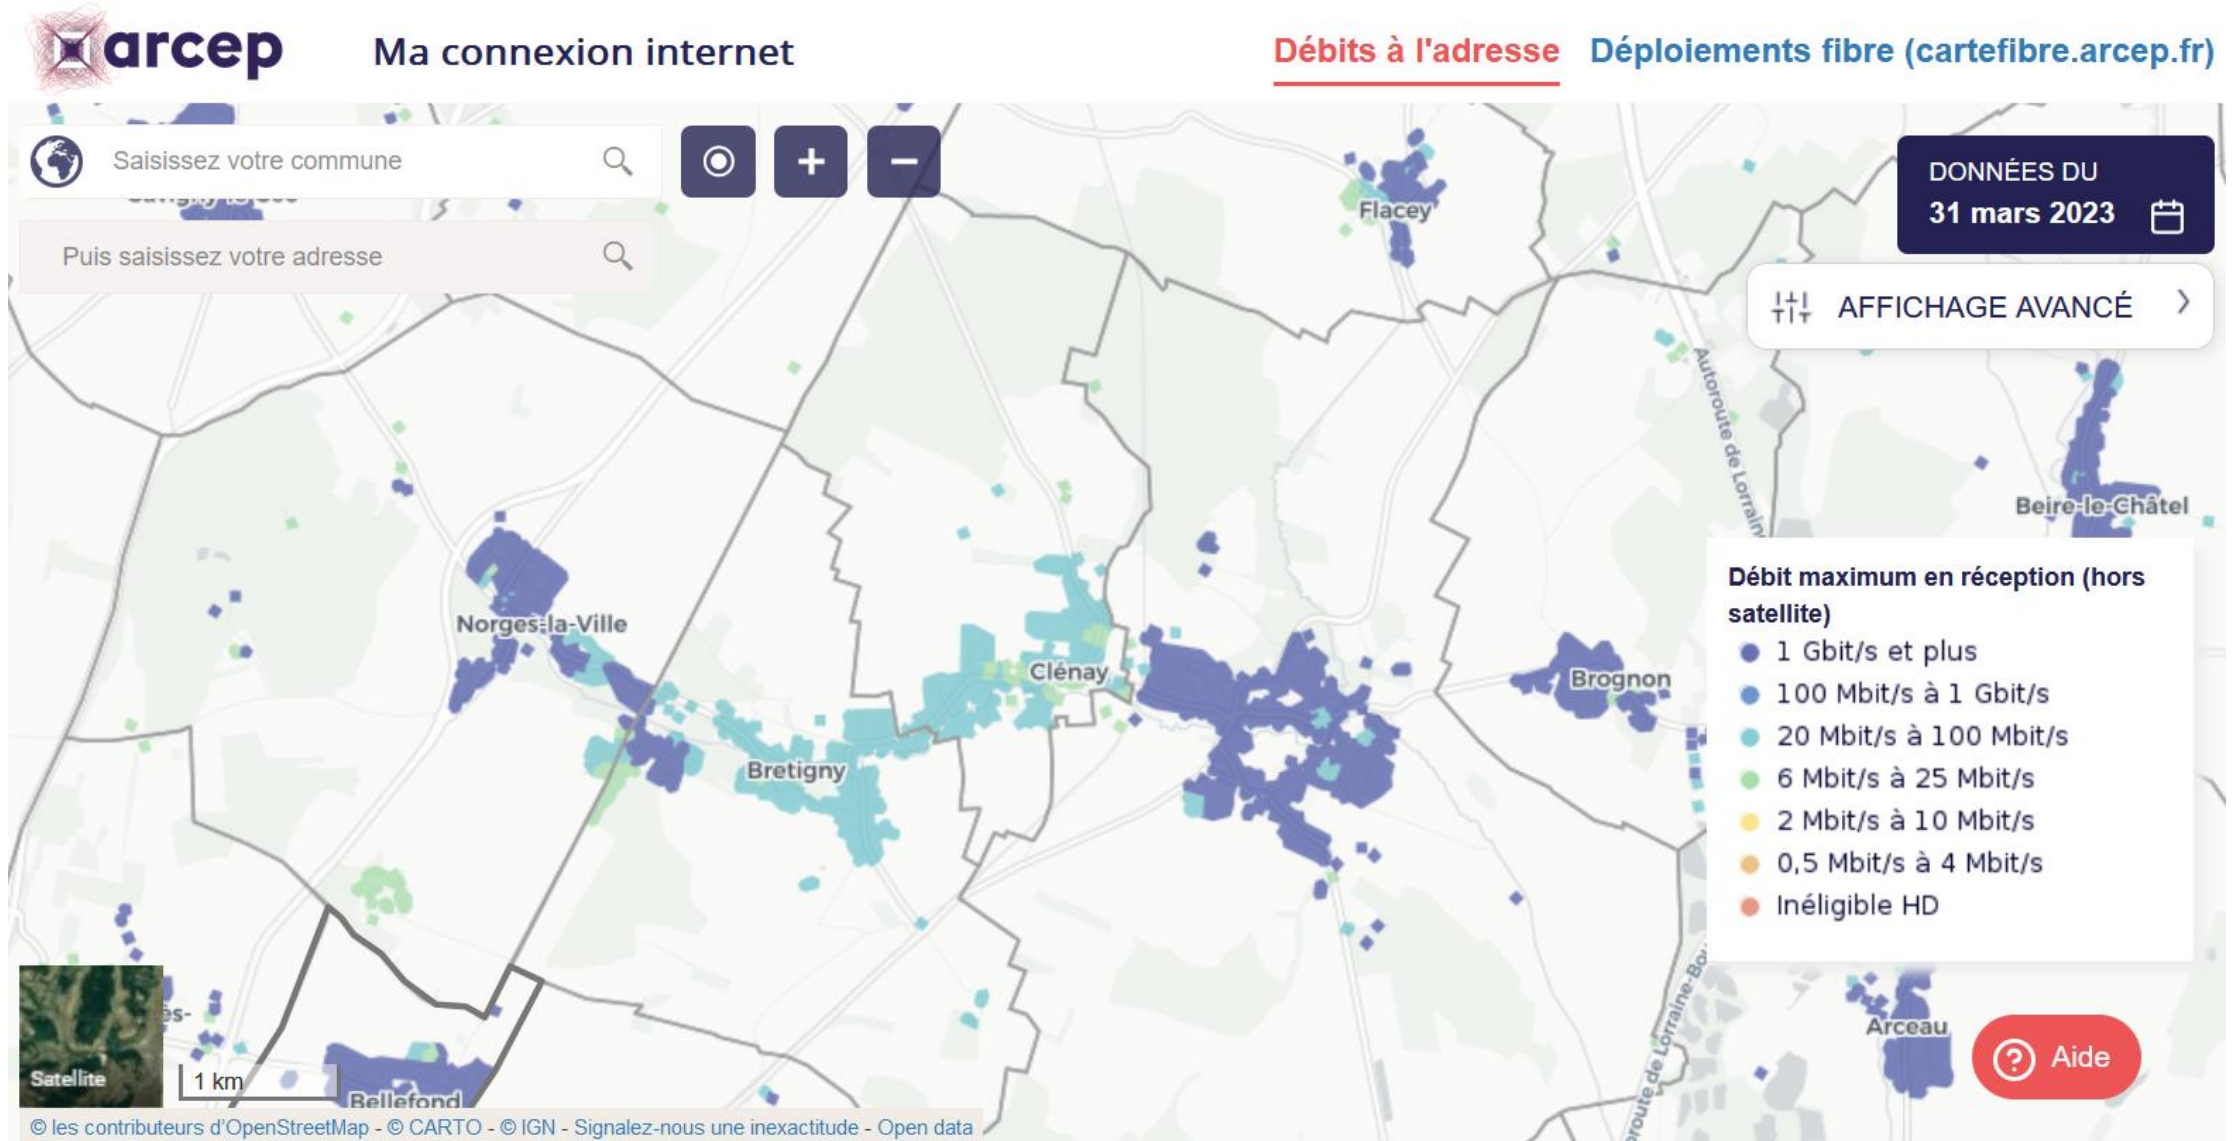 arcep
Ma connexion internet
Débits à l'adresse
Déploiements fibre (cartefibre.arcep.fr)
Saisissez votre commune
Puis saisissez votre adresse
DONNÉES DU
31 mars 2023
AFFICHAGE AVANCÉ
Flacey
Autoroute de Lorraine
Beire-le-Châtel
Norges-la-Ville
Clénay
Brognon
Bretigny
Débit maximum en réception (hors
satellite)
1 Gbit/s et plus
100 Mbit/s à 1 Gbit/s
20 Mbit/s à 100 Mbit/s
6 Mbit/s à 25 Mbit/s
2 Mbit/s à 10 Mbit/s
0,5 Mbit/s à 4 Mbit/s
Inéligible HD
Arceau
Aide
Satellite
1 km
Bellefond
© les contributeurs d'OpenStreetMap - © CARTO - © IGN - Signalez-nous une inexactitude - Open data